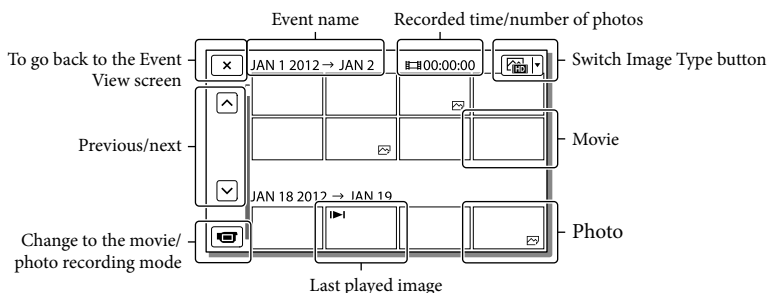 Event name
Recorded time/number of photos
To go back to the Event
View screen
JAN 1 2012→ JAN 2
00:00:00
HD
Switch Image Type button
Previous/next
Movie
JAN 18 2012 → JAN 19
Change to the movie/
photo recording mode
Photo
Last played image